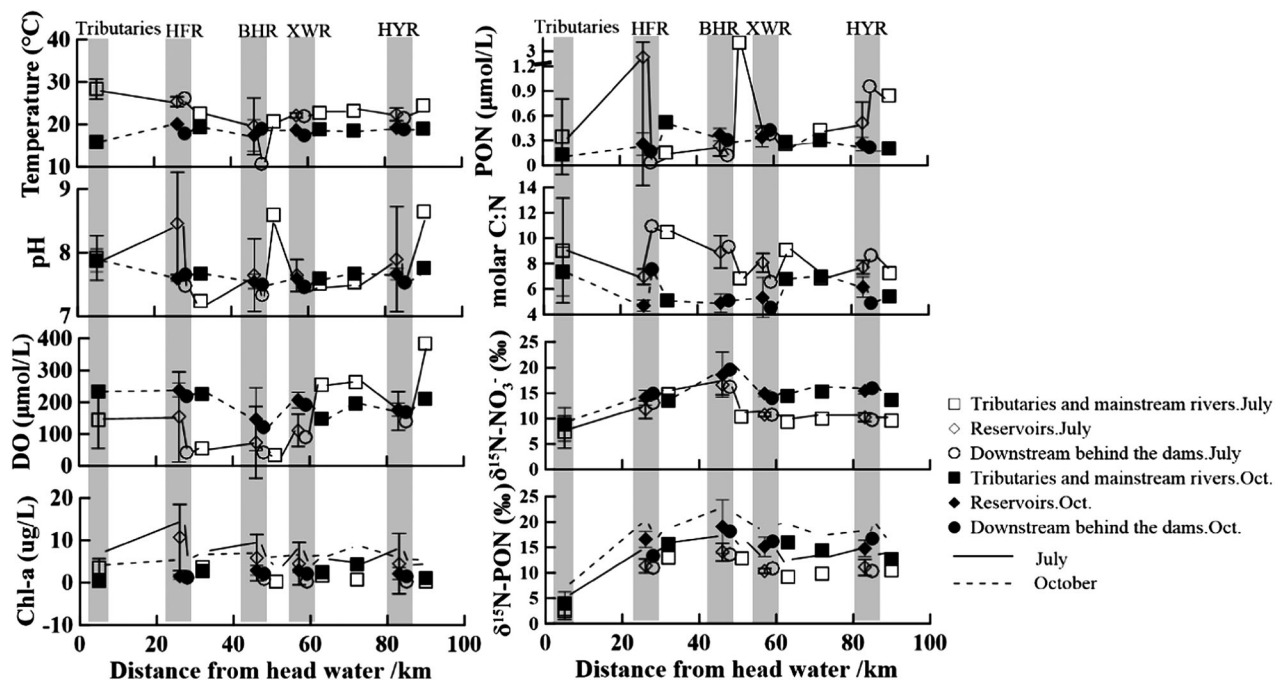 Tributaries HFR BHR XWR HYR
Temperature (°C)
40
30
20
10
pH
9
8
7
DO (μmol/L)
400
300
200
100
0
Chl-a (ug/L)
20
10
0
-10
0 20 40 60 80 100
Distance from head water /km
Tributaries HFR BHR XWR HYR
PON (μmol/L)
3
1.2
0.9
0.6
0.3
0
molar C:N
14
12
10
8
6
4
δ¹⁵N-NO₃⁻ (‰)
25
20
15
10
5
0
δ¹⁵N-PON (‰)
25
20
15
10
5
0
0 20 40 60 80 100
Distance from head water /km
Tributaries and mainstream rivers.July
Reservoirs.July
Downstream behind the dams.July
Tributaries and mainstream rivers.Oct.
Reservoirs.Oct.
Downstream behind the dams.Oct.
July
October